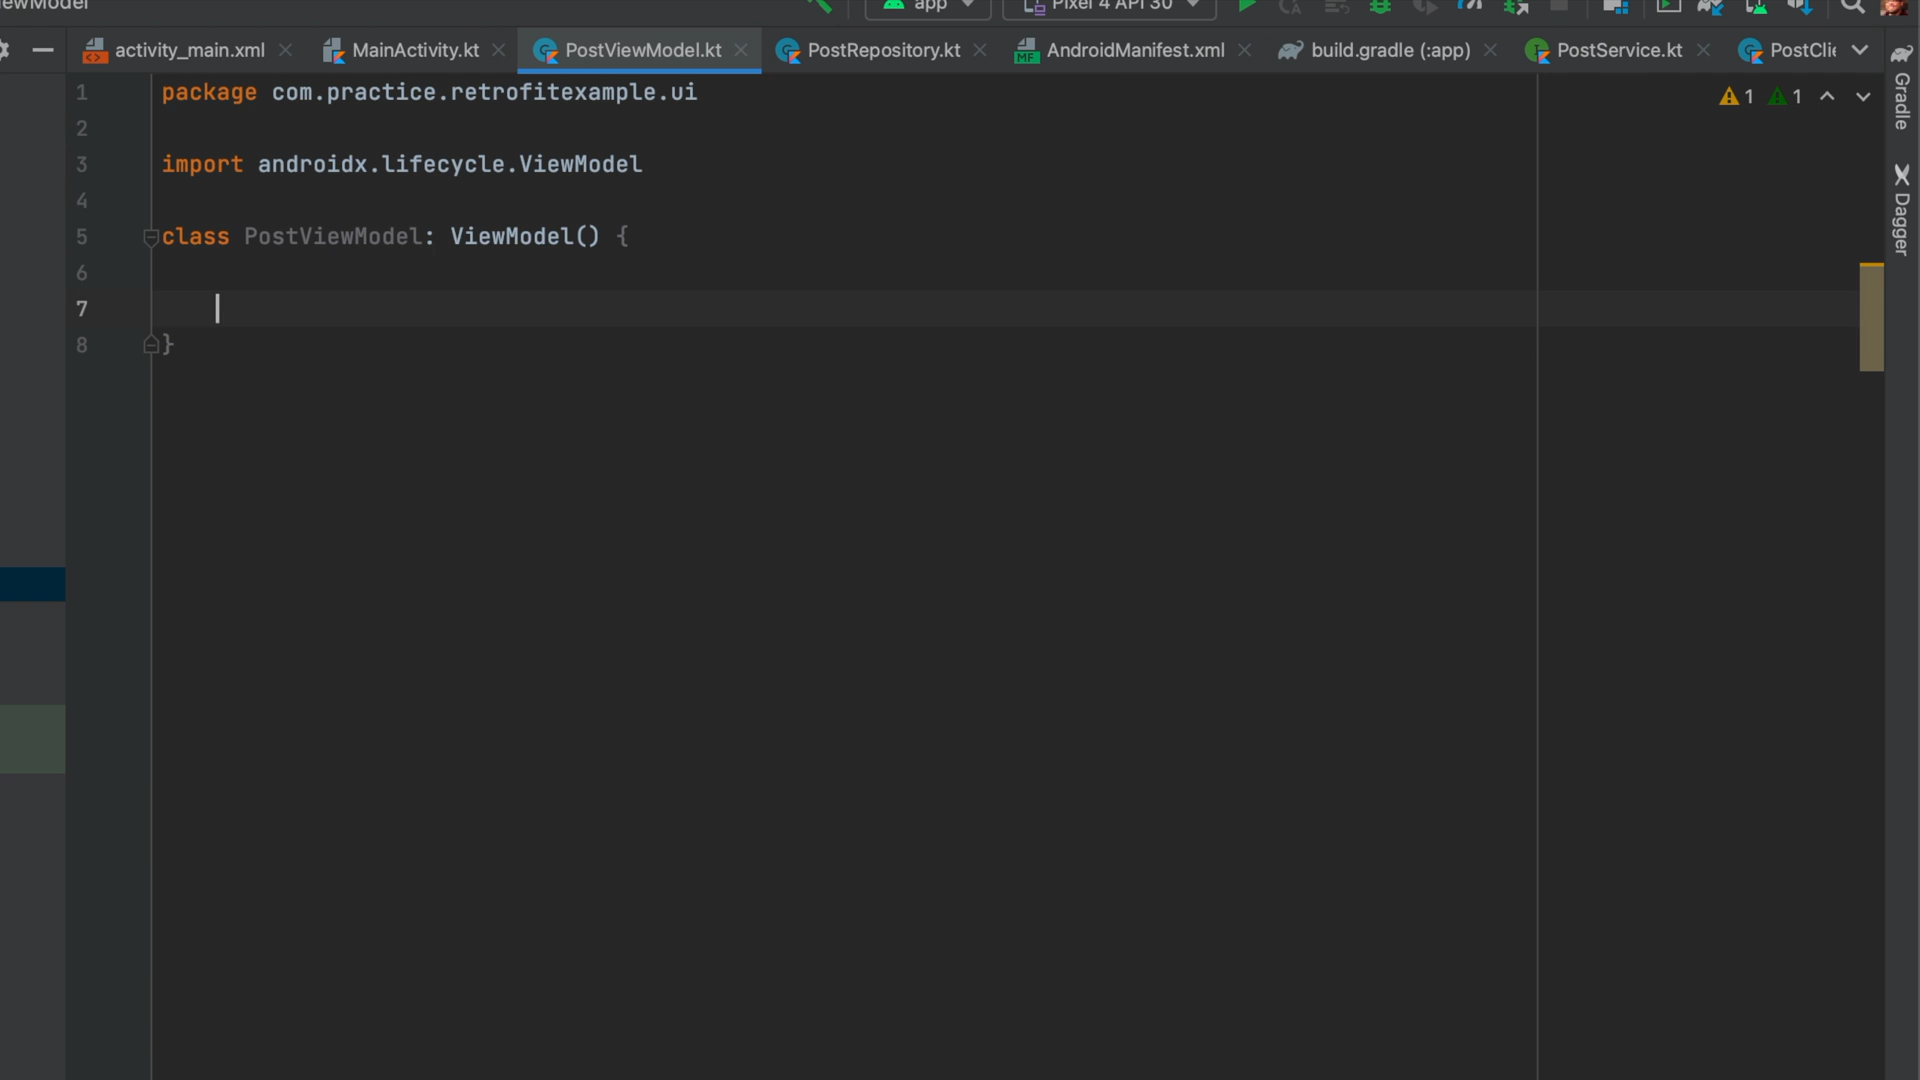 app
Pixel 4 API 30
activity_main.xml
MainActivity.kt
PostViewModel.kt
PostRepository.kt
AndroidManifest.xml
build.gradle (:app)
PostService.kt
1 package com.practice.retrofitexample.ui
1 1
2
3 import androidx.lifecycle.ViewModel
4
5 class PostViewModel: ViewModel() {
6
7
8 }
Gradle
Dagger